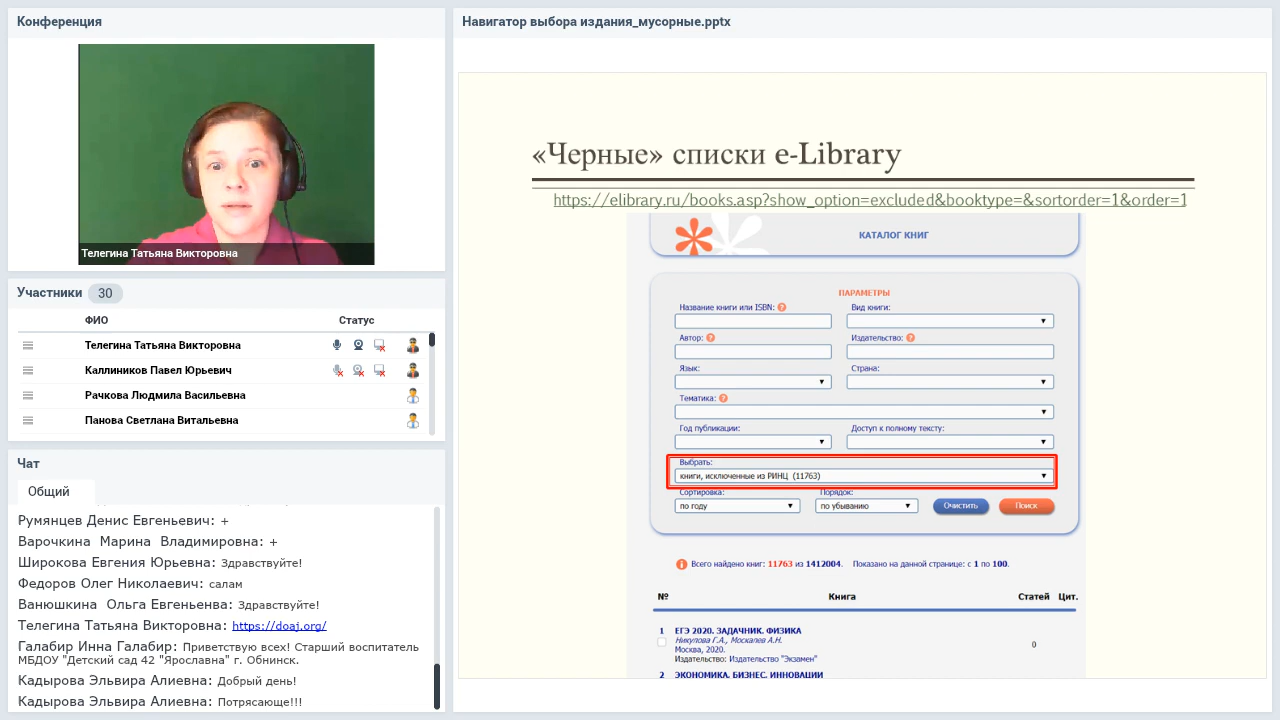 Конференция
Телегина Татьяна Викторовна
Участники 30
ФИО Статус
Телегина Татьяна Викторовна
Каллиников Павел Юрьевич
Рачкова Людмила Васильевна
Панова Светлана Витальевна
Чат
Общий
Румянцев Денис Евгеньевич: +
Варочкина Марина Владимировна: +
Широкова Евгения Юрьевна: Здравствуйте!
Федоров Олег Николаевич: салам
Ванюшкина Ольга Евгеньенва: Здравствуйте!
Телегина Татьяна Викторовна: https://doaj.org/
Галабир Инна Галабир: Приветствую всех! Старший воспитатель
МБДОУ "Детский сад 42 "Ярославна" г. Обнинск.
Кадырова Эльвира Алиевна: Добрый день!
Кадырова Эльвира Алиевна: Потрясающе!!!
Навигатор выбора издания_мусорные.pptx
«Черные» списки e-Library
https://elibrary.ru/books.asp?show_option=excluded&booktype=&sortorder=1&order=1
КАТАЛОГ КНИГ
ПАРАМЕТРЫ
Название книги или ISBN: ? Вид книги:
Автор: ? Издательство: ?
Язык: Страна:
Тематика: ?
Год публикации: Доступ к полному тексту:
Выбрать:
книги, исключенные из РИНЦ (11763)
Сортировка: Порядок:
по году по убыванию Очистить Поиск
Всего найдено книг: 11763 из 1412004. Показано на данной странице: с 1 по 100.
№ Книга Статей Цит.
1 ЕГЭ 2020. ЗАДАЧНИК. ФИЗИКА
Никулова Г.А., Москалев А.Н.
Москва, 2020. 0
Издательство: Издательство "Экзамен"
2 ЭКОНОМИКА. БИЗНЕС. ИННОВАЦИИ